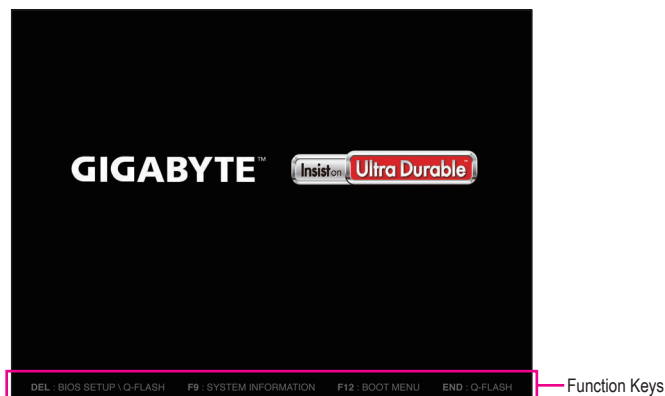 GIGABYTE™ Insist on Ultra Durable™
DEL : BIOS SETUP \ Q-FLASH F9 : SYSTEM INFORMATION F12 : BOOT MENU END : Q-FLASH
Function Keys